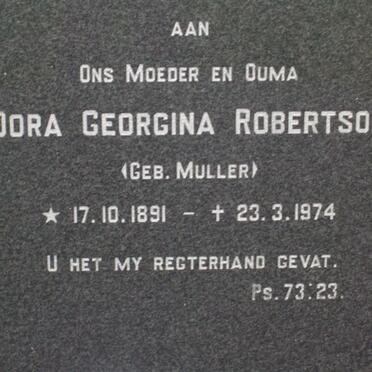 AAN
ONS MOEDER EN OUMA
DORA GEORGINA ROBERTSO
(GEB. MULLER)
★ 17.10.1891 – ✝ 23.3.1974
U HET MY REGTERHAND GEVAT.
PS. 73:23.